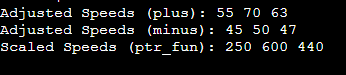 Adjusted Speeds (plus): 55 70 63
Adjusted Speeds (minus): 45 50 47
Scaled Speeds (ptr_fun): 250 600 440